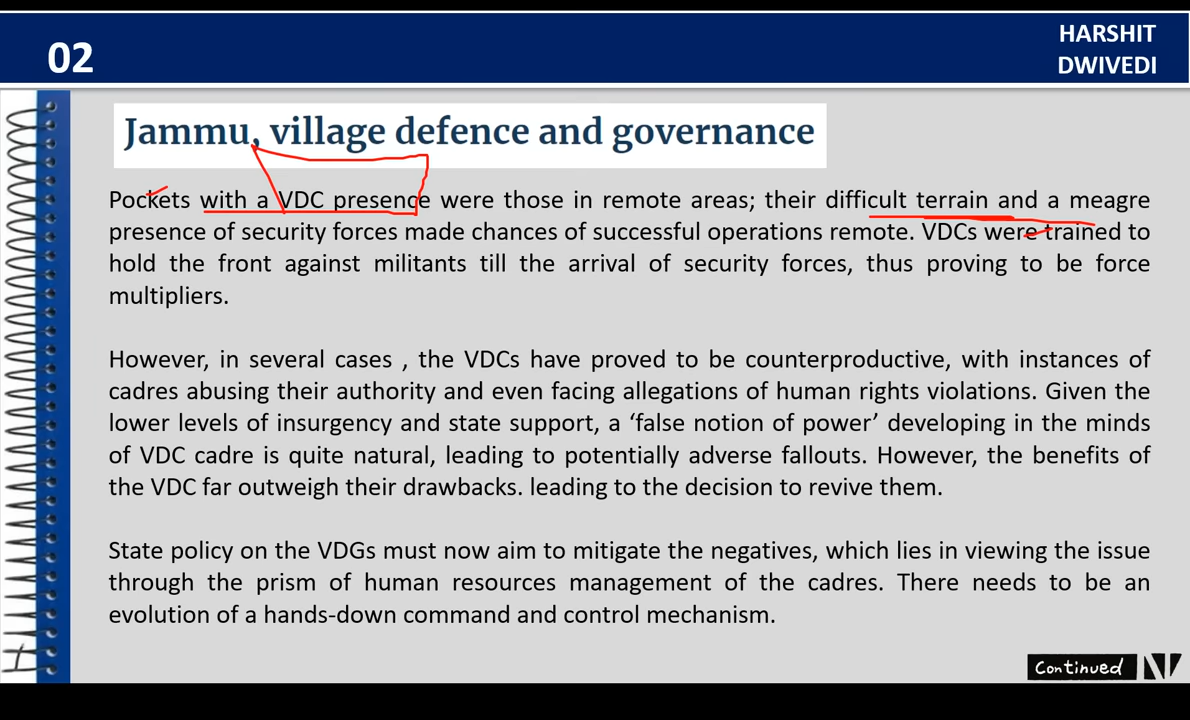 02
HARSHIT
DWIVEDI
Jammu, village defence and governance
Pockets with a VDC presence were those in remote areas; their difficult terrain and a meagre
presence of security forces made chances of successful operations remote. VDCs were trained to
hold the front against militants till the arrival of security forces, thus proving to be force
multipliers.
However, in several cases , the VDCs have proved to be counterproductive, with instances of
cadres abusing their authority and even facing allegations of human rights violations. Given the
lower levels of insurgency and state support, a ‘false notion of power’ developing in the minds
of VDC cadre is quite natural, leading to potentially adverse fallouts. However, the benefits of
the VDC far outweigh their drawbacks. leading to the decision to revive them.
State policy on the VDGs must now aim to mitigate the negatives, which lies in viewing the issue
through the prism of human resources management of the cadres. There needs to be an
evolution of a hands-down command and control mechanism.
Continued